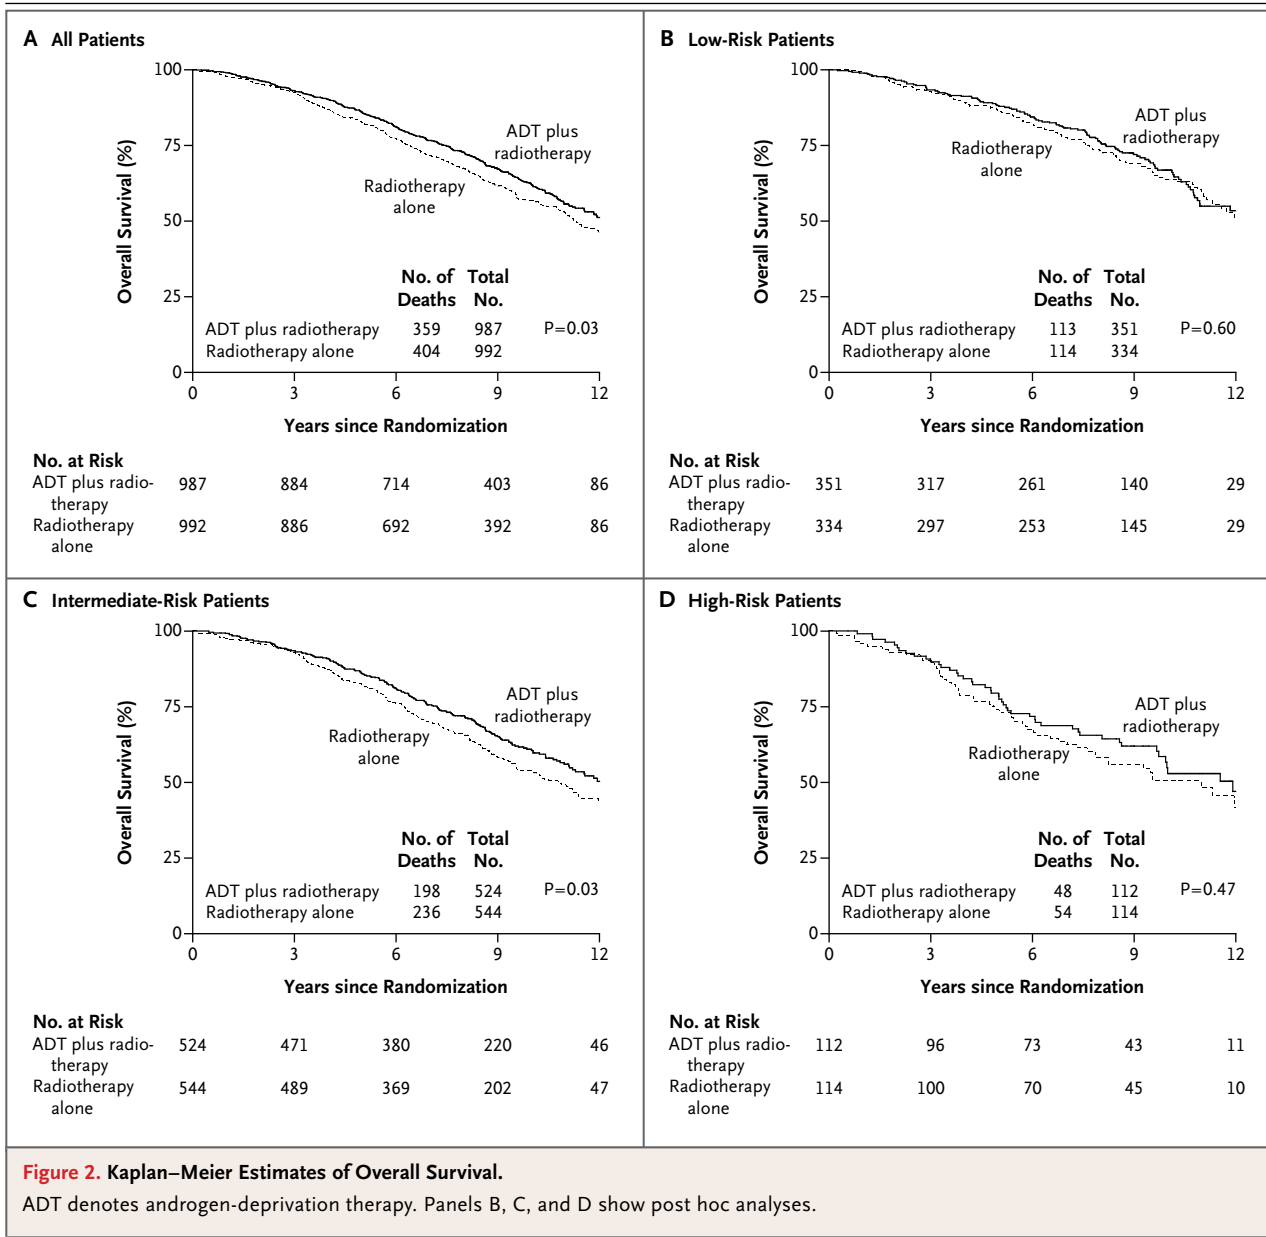 A All Patients
100
75
50
25
0
Overall Survival (%)
ADT plus
radiotherapy
Radiotherapy
alone
No. of Total
Deaths No.
ADT plus radiotherapy 359 987 P=0.03
Radiotherapy alone 404 992
0 3 6 9 12
Years since Randomization
No. at Risk
ADT plus radio- 987 884 714 403 86
therapy
Radiotherapy 992 886 692 392 86
alone
B Low-Risk Patients
100
75
50
25
0
Overall Survival (%)
ADT plus
radiotherapy
Radiotherapy
alone
No. of Total
Deaths No.
ADT plus radiotherapy 113 351 P=0.60
Radiotherapy alone 114 334
0 3 6 9 12
Years since Randomization
No. at Risk
ADT plus radio- 351 317 261 140 29
therapy
Radiotherapy 334 297 253 145 29
alone
C Intermediate-Risk Patients
100
75
50
25
0
Overall Survival (%)
ADT plus
radiotherapy
Radiotherapy
alone
No. of Total
Deaths No.
ADT plus radiotherapy 198 524 P=0.03
Radiotherapy alone 236 544
0 3 6 9 12
Years since Randomization
No. at Risk
ADT plus radio- 524 471 380 220 46
therapy
Radiotherapy 544 489 369 202 47
alone
D High-Risk Patients
100
75
50
25
0
Overall Survival (%)
ADT plus
radiotherapy
Radiotherapy
alone
No. of Total
Deaths No.
ADT plus radiotherapy 48 112 P=0.47
Radiotherapy alone 54 114
0 3 6 9 12
Years since Randomization
No. at Risk
ADT plus radio- 112 96 73 43 11
therapy
Radiotherapy 114 100 70 45 10
alone
Figure 2. Kaplan–Meier Estimates of Overall Survival.
ADT denotes androgen-deprivation therapy. Panels B, C, and D show post hoc analyses.